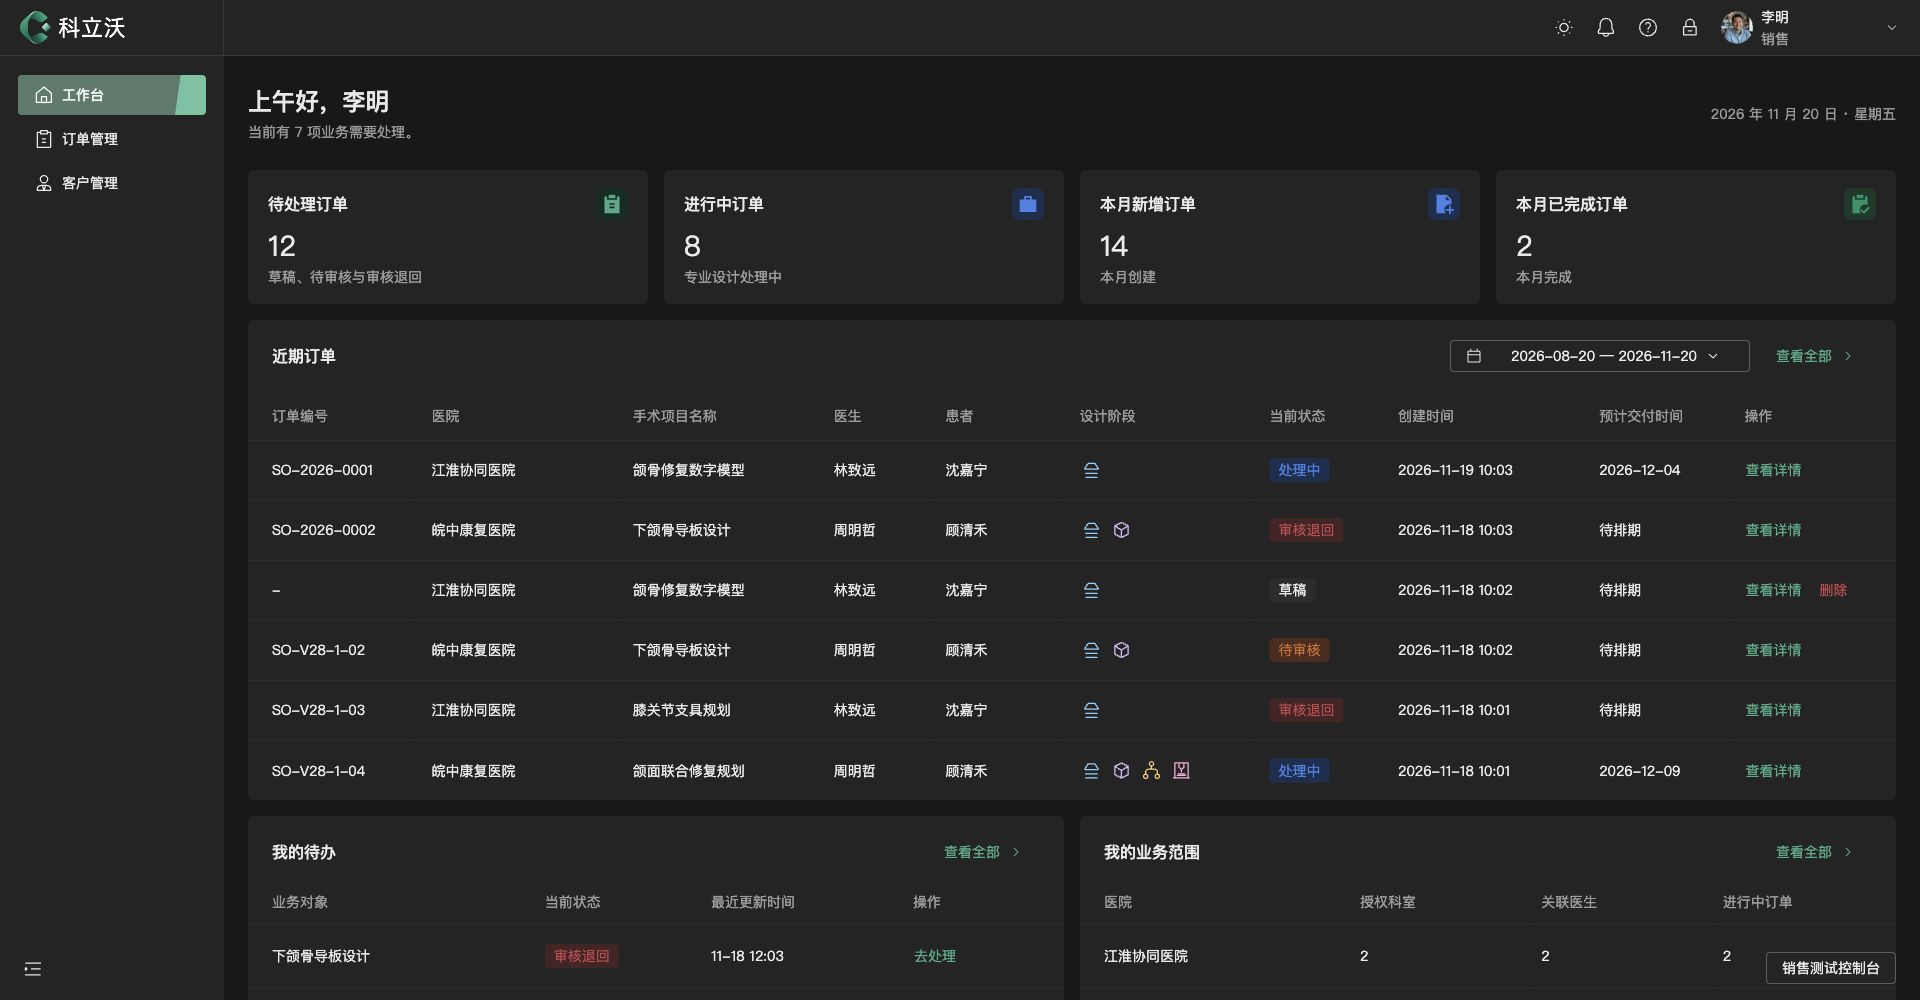 科立沃
李明
销售
工作台
订单管理
客户管理
上午好，李明
当前有 7 项业务需要处理。
2026 年 11 月 20 日 · 星期五
待处理订单
12
草稿、待审核与审核退回
进行中订单
8
专业设计处理中
本月新增订单
14
本月创建
本月已完成订单
2
本月完成
近期订单
2026-08-20 — 2026-11-20
查看全部
订单编号 医院 手术项目名称 医生 患者 设计阶段 当前状态 创建时间 预计交付时间 操作
SO-2026-0001 江淮协同医院 颌骨修复数字模型 林致远 沈嘉宁 处理中 2026-11-19 10:03 2026-12-04 查看详情
SO-2026-0002 皖中康复医院 下颌骨导板设计 周明哲 顾清禾 审核退回 2026-11-18 10:03 待排期 查看详情
– 江淮协同医院 颌骨修复数字模型 林致远 沈嘉宁 草稿 2026-11-18 10:02 待排期 查看详情 删除
SO-V28-1-02 皖中康复医院 下颌骨导板设计 周明哲 顾清禾 待审核 2026-11-18 10:02 待排期 查看详情
SO-V28-1-03 江淮协同医院 膝关节支具规划 林致远 沈嘉宁 审核退回 2026-11-18 10:01 待排期 查看详情
SO-V28-1-04 皖中康复医院 颌面联合修复规划 周明哲 顾清禾 处理中 2026-11-18 10:01 2026-12-09 查看详情
我的待办
查看全部
业务对象 当前状态 最近更新时间 操作
下颌骨导板设计 审核退回 11-18 12:03 去处理
我的业务范围
查看全部
医院 授权科室 关联医生 进行中订单
江淮协同医院 2 2 2
销售测试控制台